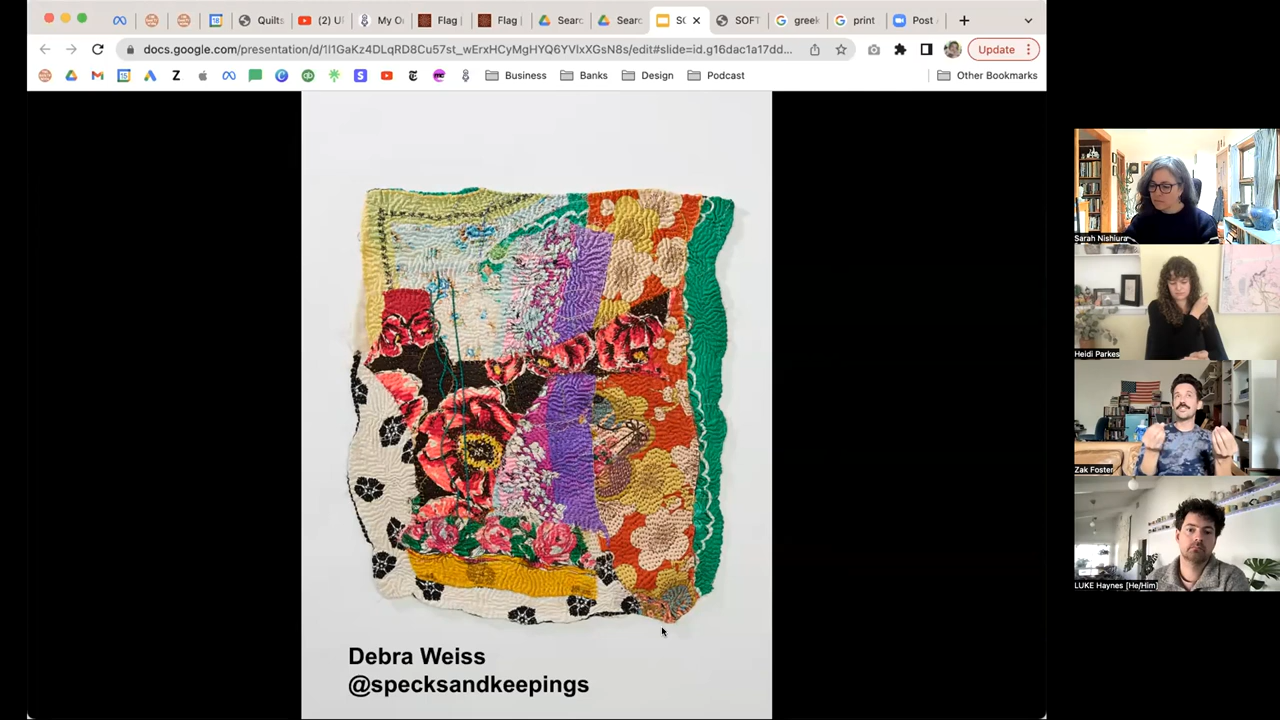 Quilts
(2) U
My O
Flag
Flag
Searc
Searc
SO
SOFT
greek
print
Post
docs.google.com/presentation/d/1l1GaKz4DLqRD8Cu57st_wErxHCyMgHYQ6YVlxXGsN8s/edit#slide=id.g16dac1a17dd...
Update
Business
Banks
Design
Podcast
Other Bookmarks
Sarah Nishiura
Heidi Parkes
Zak Foster
LUKE Haynes [He/Him]
Debra Weiss
@specksandkeepings